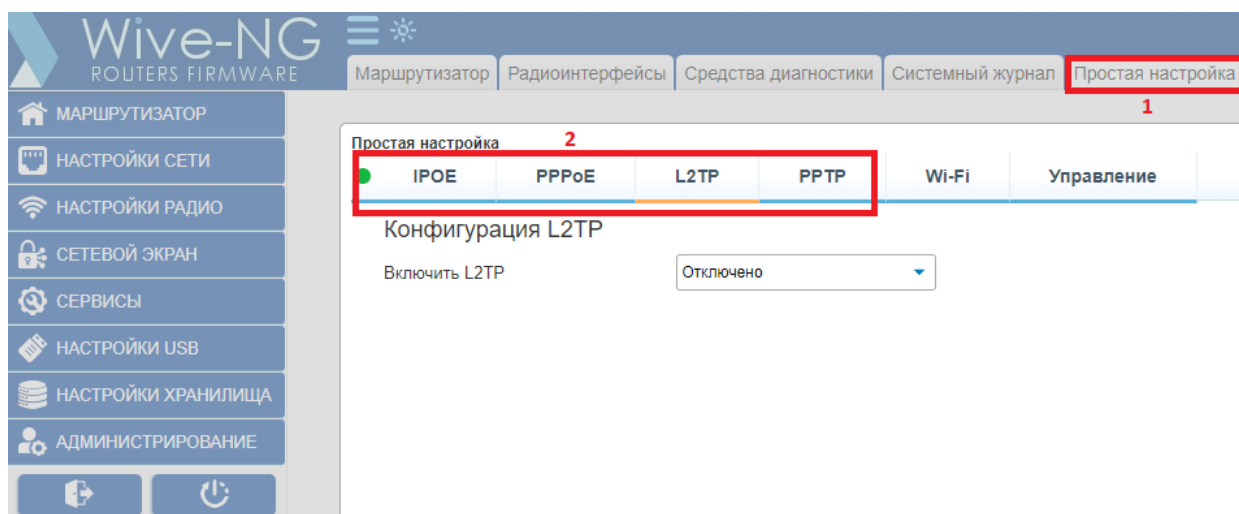 Wive-NG
ROUTERS FIRMWARE
Маршрутизатор Радиоинтерфейсы Средства диагностики Системный журнал Простая настройка
1
МАРШРУТИЗАТОР
НАСТРОЙКИ СЕТИ
НАСТРОЙКИ РАДИО
СЕТЕВОЙ ЭКРАН
СЕРВИСЫ
НАСТРОЙКИ USB
НАСТРОЙКИ ХРАНИЛИЩА
АДМИНИСТРИРОВАНИЕ
Простая настройка 2
IPOE PPPoE L2TP PPTP Wi-Fi Управление
Конфигурация L2TP
Включить L2TP Отключено